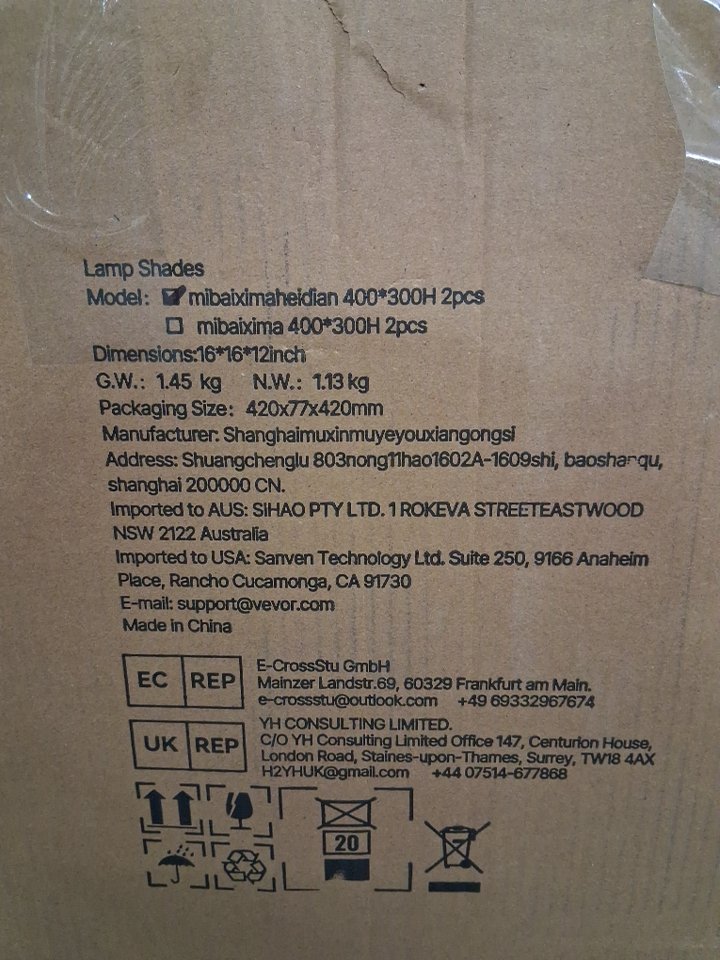 Lamp Shades
Model: mibaiximaheidian 400*300H 2pcs
mibaixima 400*300H 2pcs
Dimensions:16*16*12inch
G.W.: 1.45 kg N.W.: 1.13 kg
Packaging Size: 420x77x420mm
Manufacturer: Shanghaimuxinmuyeyouxiangongsi
Address: Shuangchenglu 803nong11hao1602A-1609shi, baoshanqu,
shanghai 200000 CN.
Imported to AUS: SIHAO PTY LTD. 1 ROKEVA STREETEASTWOOD
NSW 2122 Australia
Imported to USA: Sanven Technology Ltd. Suite 250, 9166 Anaheim
Place, Rancho Cucamonga, CA 91730
E-mail: support@vevor.com
Made in China
EC REP
E-CrossStu GmbH
Mainzer Landstr.69, 60329 Frankfurt am Main.
e-crossstu@outlook.com +49 69332967674
UK REP
YH CONSULTING LIMITED.
C/O YH Consulting Limited Office 147, Centurion House,
London Road, Staines-upon-Thames, Surrey, TW18 4AX
H2YHUK@gmail.com +44 07514-677868
20